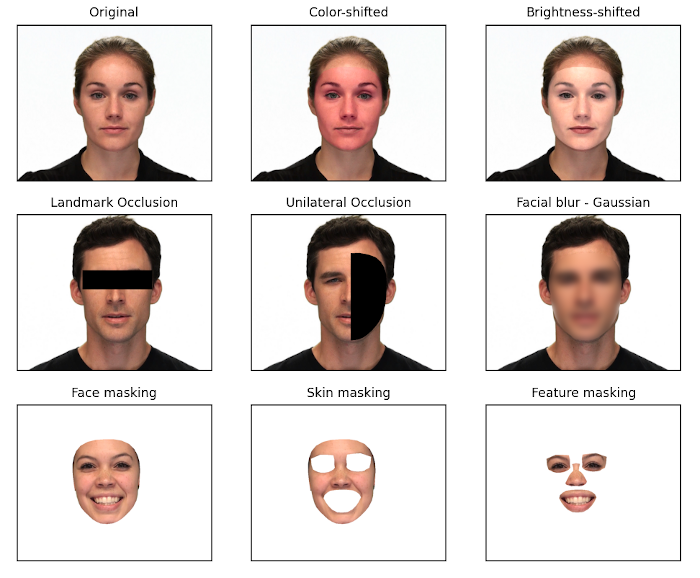 Original
Color-shifted
Brightness-shifted
Landmark Occlusion
Unilateral Occlusion
Facial blur - Gaussian
Face masking
Skin masking
Feature masking